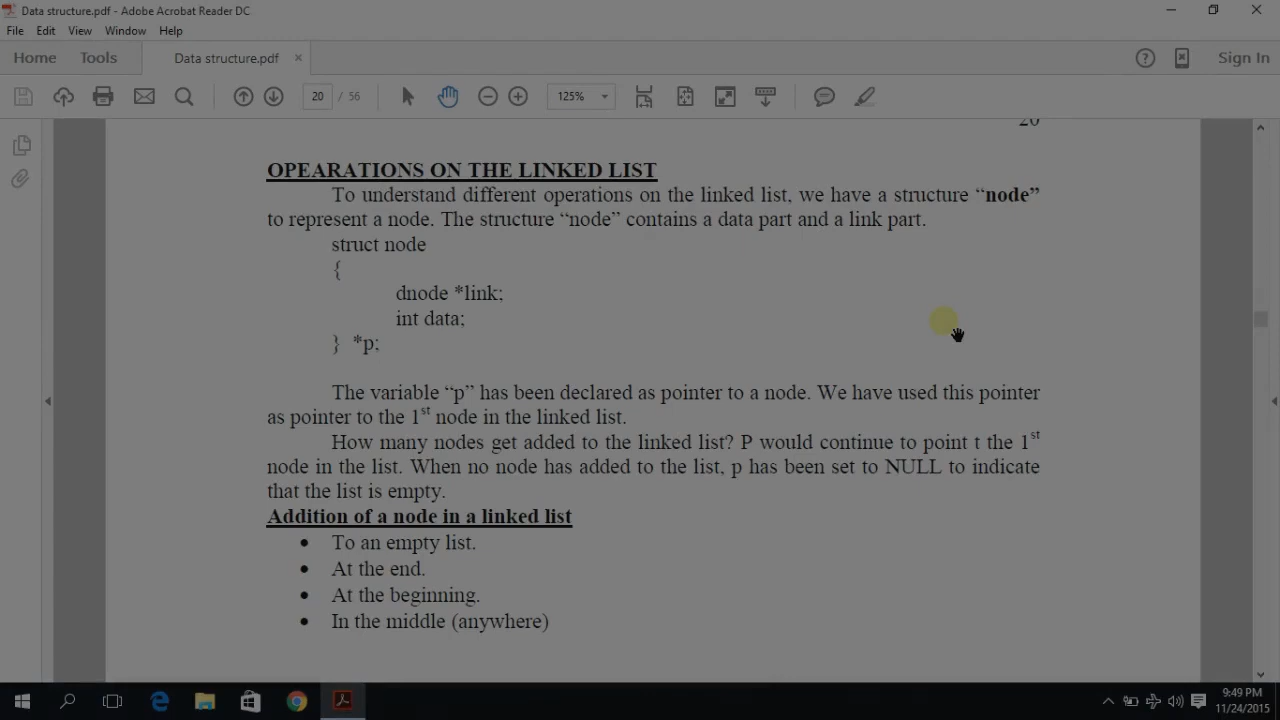 Data structure.pdf - Adobe Acrobat Reader DC
File Edit View Window Help
Home Tools Data structure.pdf × Sign In
20 / 56 125%
20
OPEARATIONS ON THE LINKED LIST
To understand different operations on the linked list, we have a structure “node”
to represent a node. The structure “node” contains a data part and a link part.
struct node
{
dnode *link;
int data;
} *p;
The variable “p” has been declared as pointer to a node. We have used this pointer
as pointer to the 1st node in the linked list.
How many nodes get added to the linked list? P would continue to point t the 1st
node in the list. When no node has added to the list, p has been set to NULL to indicate
that the list is empty.
Addition of a node in a linked list
• To an empty list.
• At the end.
• At the beginning.
• In the middle (anywhere)
9:49 PM
11/24/2015